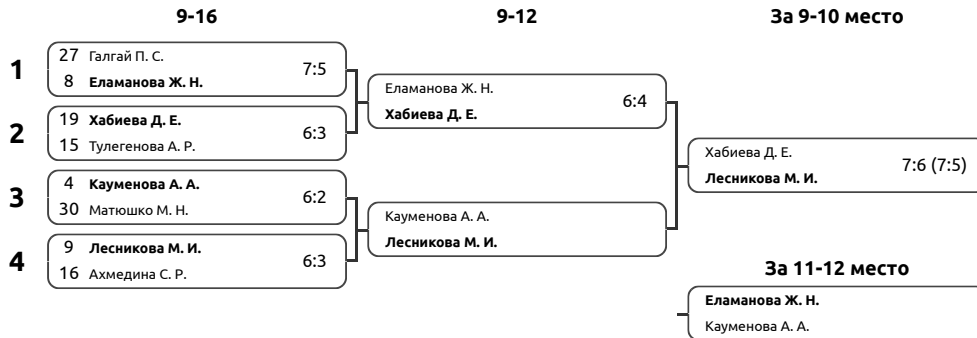 9-16
9-12
За 9-10 место
1
27 Галгай П. С.
8 Еламанова Ж. Н.
7:5
2
19 Хабиева Д. Е.
15 Тулегенова А. Р.
6:3
3
4 Кауменова А. А.
30 Матюшко М. Н.
6:2
4
9 Лесникова М. И.
16 Ахмедина С. Р.
6:3
Еламанова Ж. Н.
Хабиева Д. Е.
6:4
Кауменова А. А.
Лесникова М. И.
Хабиева Д. Е.
Лесникова М. И.
7:6 (7:5)
За 11-12 место
Еламанова Ж. Н.
Кауменова А. А.